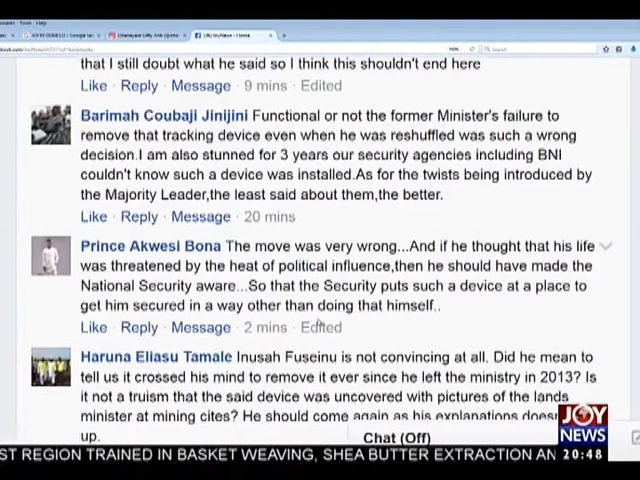 that I still doubt what he said so I think this shouldn't end here
Like · Reply · Message · 9 mins · Edited
Barimah Coubaji Jinijini Functional or not the former Minister's failure to
remove that tracking device even when he was reshuffled was such a wrong
decision.I am also stunned for 3 years our security agencies including BNI
couldn't know such a device was installed.As for the twists being introduced by
the Majority Leader,the least said about them,the better.
Like · Reply · Message · 20 mins
Prince Akwesi Bona The move was very wrong...And if he thought that his life
was threatened by the heat of political influence,then he should have made the
National Security aware...So that the Security puts such a device at a place to
get him secured in a way other than doing that himself..
Like · Reply · Message · 2 mins · Edited
Haruna Eliasu Tamale Inusah Fuseinu is not convincing at all. Did he mean to
tell us it crossed his mind to remove it ever since he left the ministry in 2013? Is
it not a truism that the said device was uncovered with pictures of the lands
minister at mining cites? He should come again as his explanations
up.
Chat (Off)
JOY
NEWS
ST REGION TRAINED IN BASKET WEAVING, SHEA BUTTER EXTRACTION AN
20:48